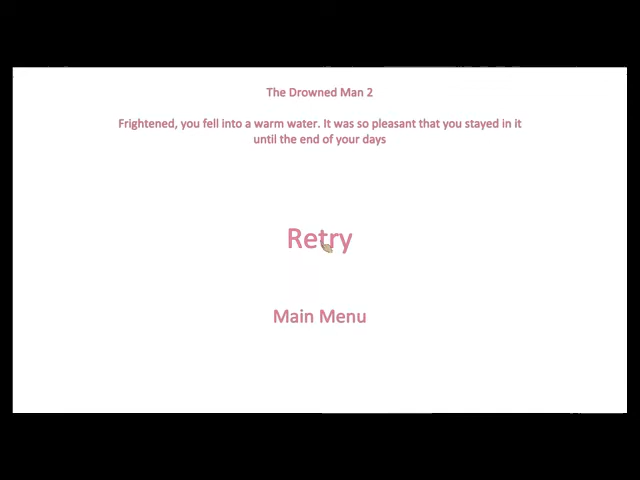 The Drowned Man 2
Frightened, you fell into a warm water. It was so pleasant that you stayed in it
until the end of your days
Retry
Main Menu